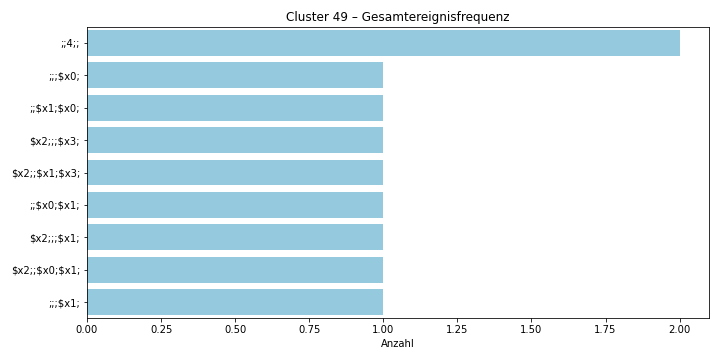 Cluster 49 – Gesamtereignisfrequenz
;;4;;
;;;$x0;
;;$x1;$x0;
$x2;;;$x3;
$x2;;$x1;$x3;
;;$x0;$x1;
$x2;;;$x1;
$x2;;$x0;$x1;
;;;$x1;
0.00 0.25 0.50 0.75 1.00 1.25 1.50 1.75 2.00
Anzahl